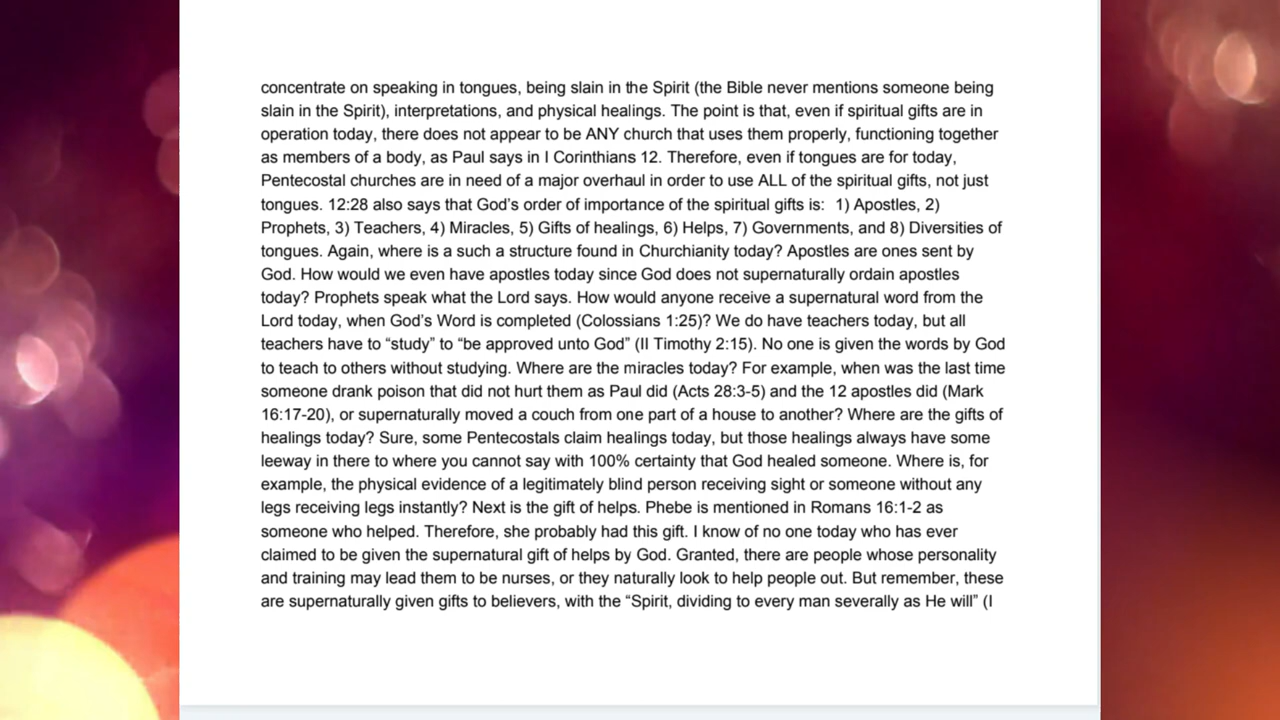 concentrate on speaking in tongues, being slain in the Spirit (the Bible never mentions someone being
slain in the Spirit), interpretations, and physical healings. The point is that, even if spiritual gifts are in
operation today, there does not appear to be ANY church that uses them properly, functioning together
as members of a body, as Paul says in I Corinthians 12. Therefore, even if tongues are for today,
Pentecostal churches are in need of a major overhaul in order to use ALL of the spiritual gifts, not just
tongues. 12:28 also says that God’s order of importance of the spiritual gifts is:  1) Apostles, 2)
Prophets, 3) Teachers, 4) Miracles, 5) Gifts of healings, 6) Helps, 7) Governments, and 8) Diversities of
tongues. Again, where is a such a structure found in Churchianity today? Apostles are ones sent by
God. How would we even have apostles today since God does not supernaturally ordain apostles
today? Prophets speak what the Lord says. How would anyone receive a supernatural word from the
Lord today, when God’s Word is completed (Colossians 1:25)? We do have teachers today, but all
teachers have to “study” to “be approved unto God” (II Timothy 2:15). No one is given the words by God
to teach to others without studying. Where are the miracles today? For example, when was the last time
someone drank poison that did not hurt them as Paul did (Acts 28:3-5) and the 12 apostles did (Mark
16:17-20), or supernaturally moved a couch from one part of a house to another? Where are the gifts of
healings today? Sure, some Pentecostals claim healings today, but those healings always have some
leeway in there to where you cannot say with 100% certainty that God healed someone. Where is, for
example, the physical evidence of a legitimately blind person receiving sight or someone without any
legs receiving legs instantly? Next is the gift of helps. Phebe is mentioned in Romans 16:1-2 as
someone who helped. Therefore, she probably had this gift. I know of no one today who has ever
claimed to be given the supernatural gift of helps by God. Granted, there are people whose personality
and training may lead them to be nurses, or they naturally look to help people out. But remember, these
are supernaturally given gifts to believers, with the “Spirit, dividing to every man severally as He will” (I